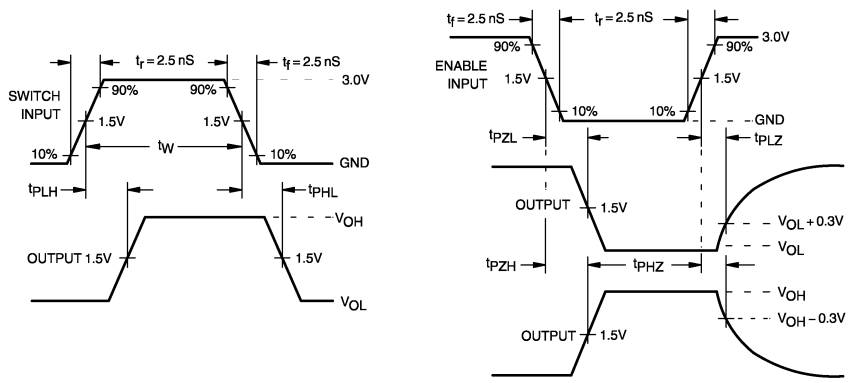 tr = 2.5 nS
tf = 2.5 nS
3.0V
90%
90%
SWITCH
INPUT
1.5V
1.5V
10%
tW
10%
GND
tPLH
tPHL
VOH
OUTPUT 1.5V
1.5V
VOL
tf = 2.5 nS
tr = 2.5 nS
3.0V
90%
90%
ENABLE
INPUT
1.5V
1.5V
10%
10%
GND
tPZL
tPLZ
OUTPUT
1.5V
VOL + 0.3V
VOL
tPZH
tPHZ
VOH
VOH – 0.3V
OUTPUT
1.5V